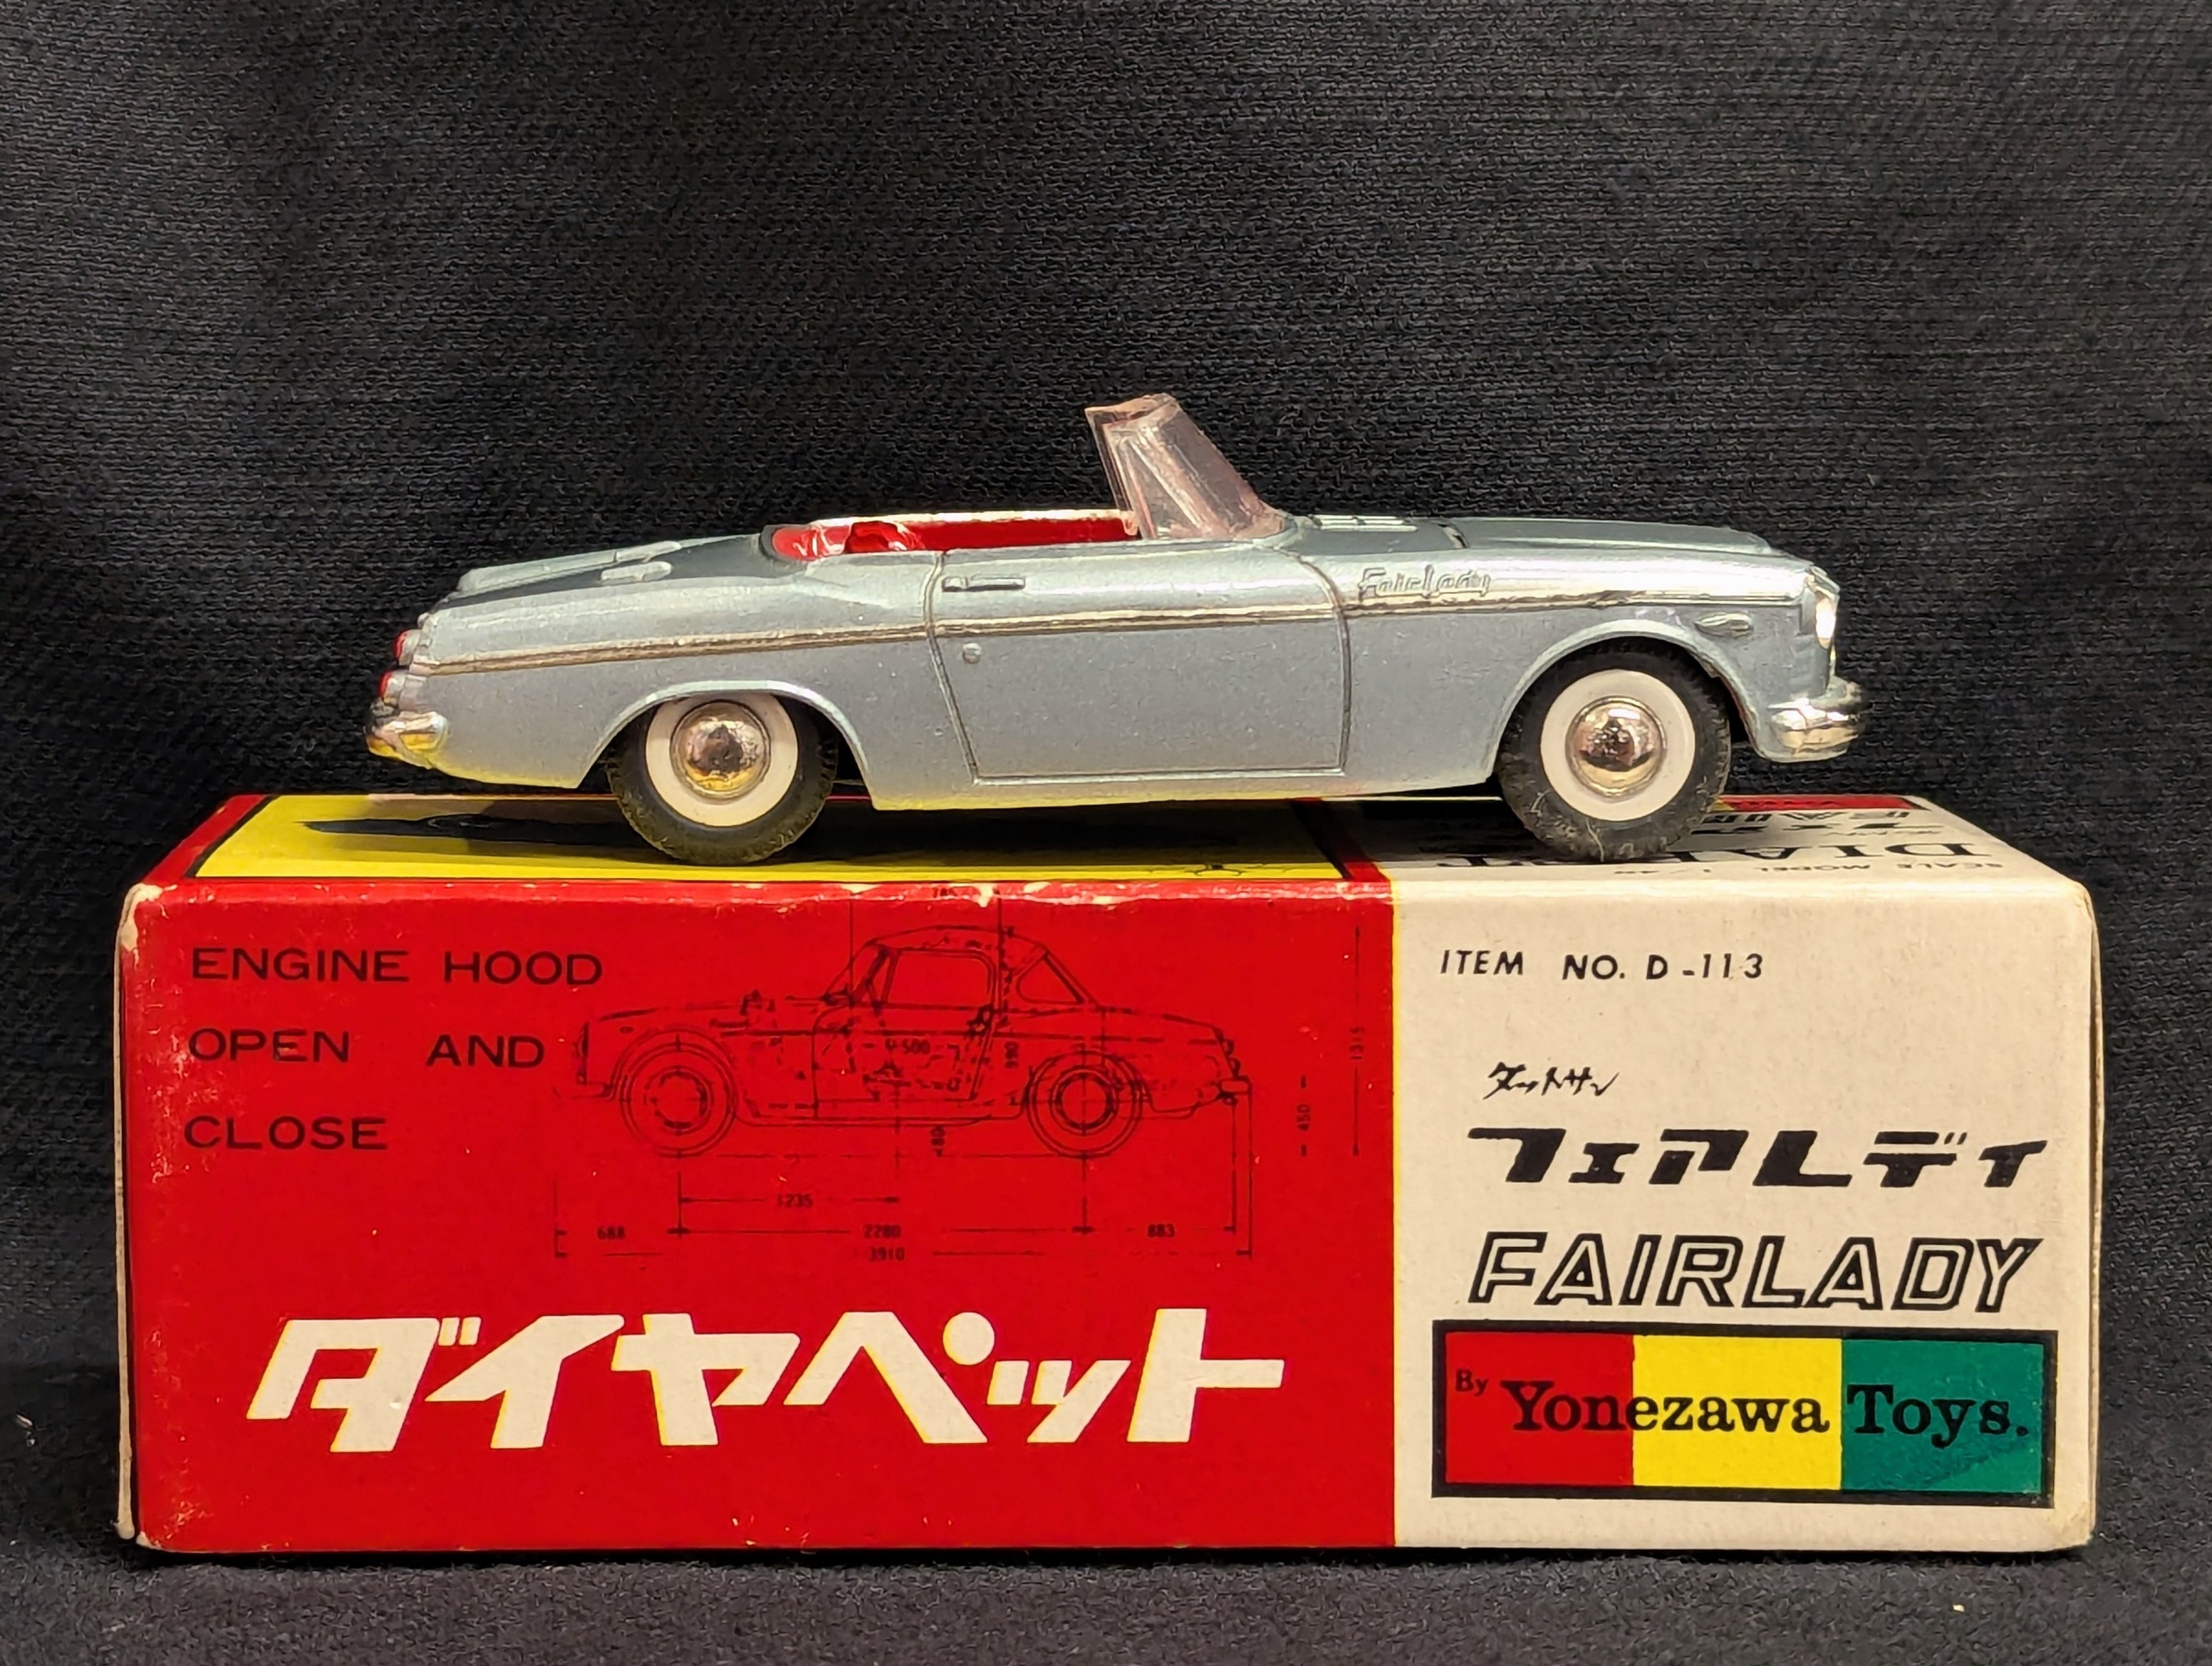 FairLady
ENGINE HOOD
OPEN AND
CLOSE
1500
1315
450
1235
688
2280
883
3910
ダイヤペット
ITEM NO. D-113
ダットサン
フェアレディ
FAIRLADY
By Yonezawa Toys.